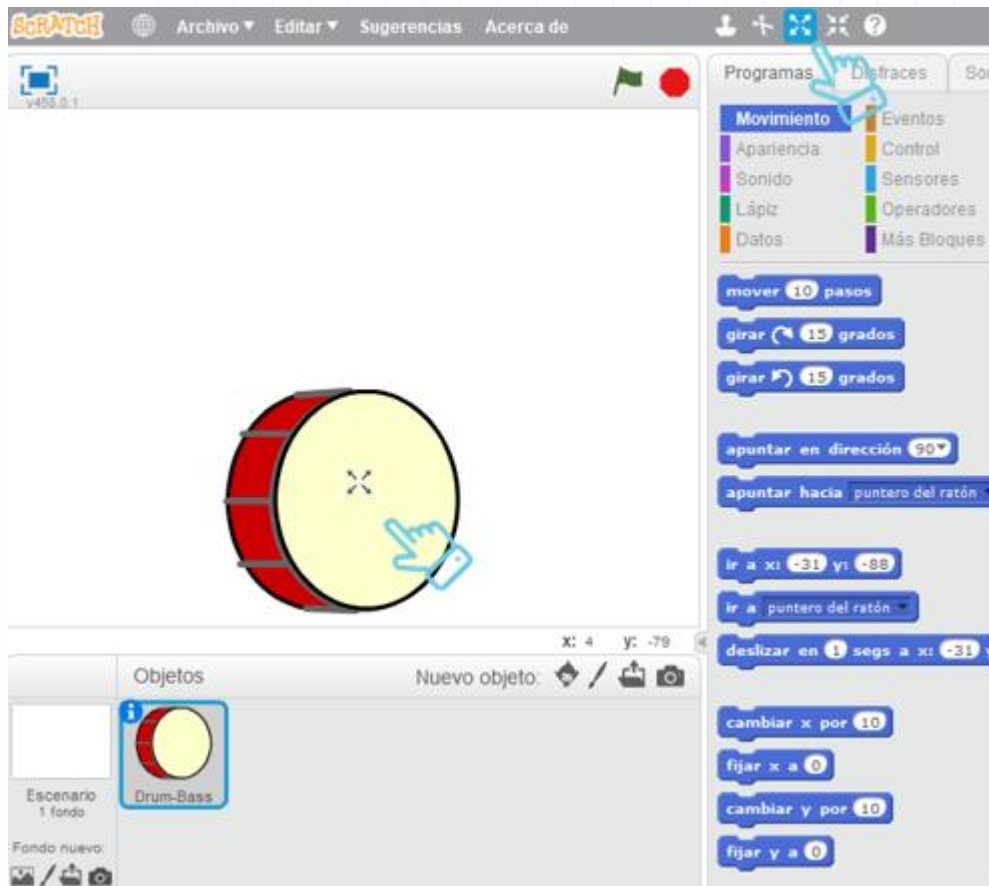 SCRATCH Archivo Editar Sugerencias Acerca de
v456.0.1
Programas Disfraces
Movimiento Eventos
Apariencia Control
Sonido Sensores
Lápiz Operadores
Datos Más Bloques
mover 10 pasos
girar 15 grados
girar 15 grados
apuntar en dirección 90
apuntar hacia puntero del ratón
ir a x: -31 y: -88
ir a puntero del ratón
deslizar en 1 segs a x: -31
cambiar x por 10
fijar x a 0
cambiar y por 10
fijar y a 0
x: 4 y: -79
Objetos Nuevo objeto:
Drum-Bass
Escenario
1 fondo
Fondo nuevo: